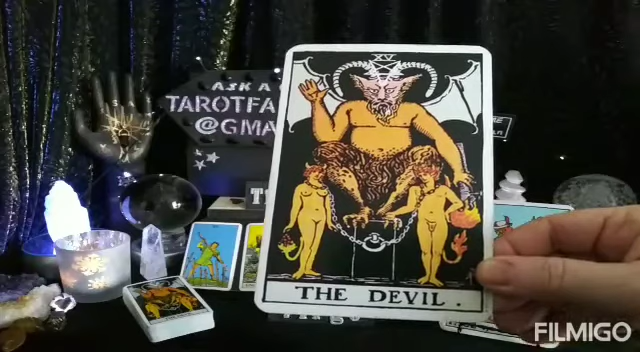 ASK A
TAROTFA
@GMA
XV
THE DEVIL.
FILMIGO